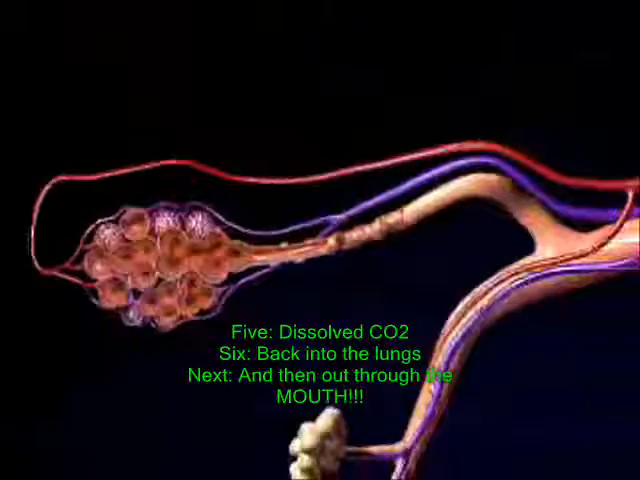 Five: Dissolved CO2
Six: Back into the lungs
Next: And then out through the
MOUTH!!!